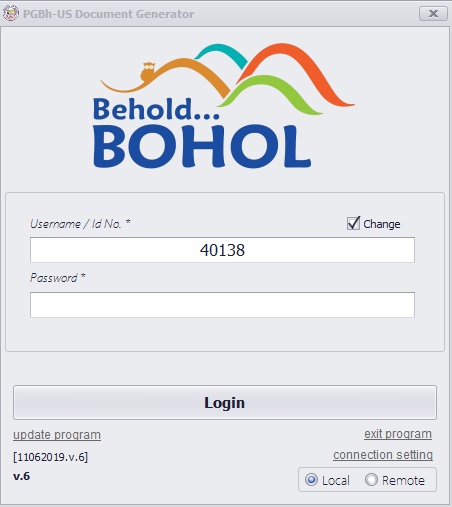 PGBh-US Document Generator
Behold...
BOHOL
Username / Id No. *
Change
40138
Password *
Login
update program
exit program
[11062019.v.6]
connection setting
v.6
Local
Remote